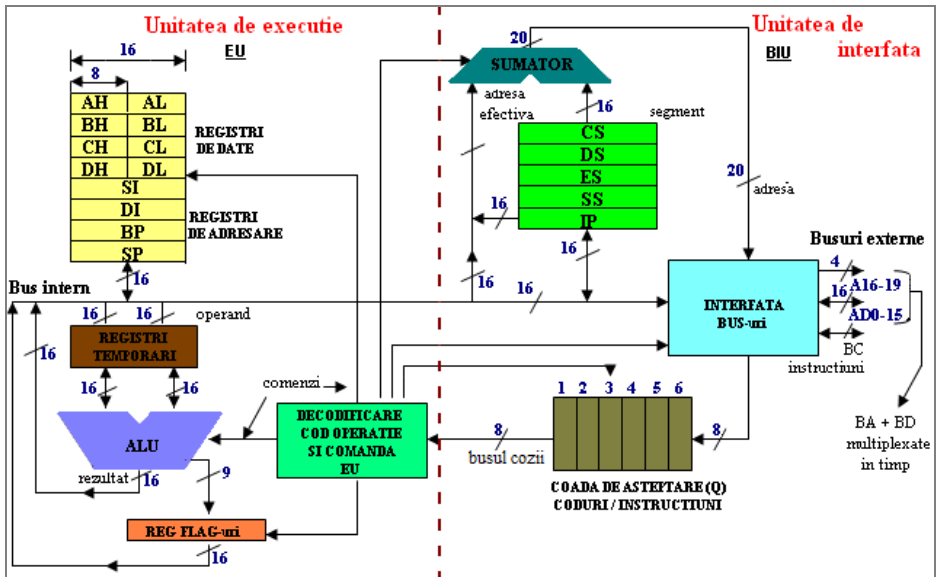 Unitatea de executie
EU
16
8
AH AL
BH BL
CH CL
DH DL
SI
DI
BP
SP
REGISTRI
DE DATE
REGISTRI
DE ADRESARE
16
Bus intern
16
16
operand
REGISTRI
TEMPORARI
16
16
16
ALU
rezultat
16
9
REG FLAG-uri
16
comenzi
DECODIFICARE
COD OPERATIE
SI COMANDA
EU
Unitatea de
interfata
BIU
20
SUMATOR
adresa
efectiva
16
segment
CS
DS
ES
SS
IP
16
16
16
16
20
adresa
Busuri externe
INTERFATA
BUS-uri
4
A16-19
16
AD0-15
BC
instructiuni
BA + BD
multiplexate
in timp
1 2 3 4 5 6
8
busul cozii
8
COADA DE ASTEPTARE (Q)
CODURI / INSTRUCTIUNI